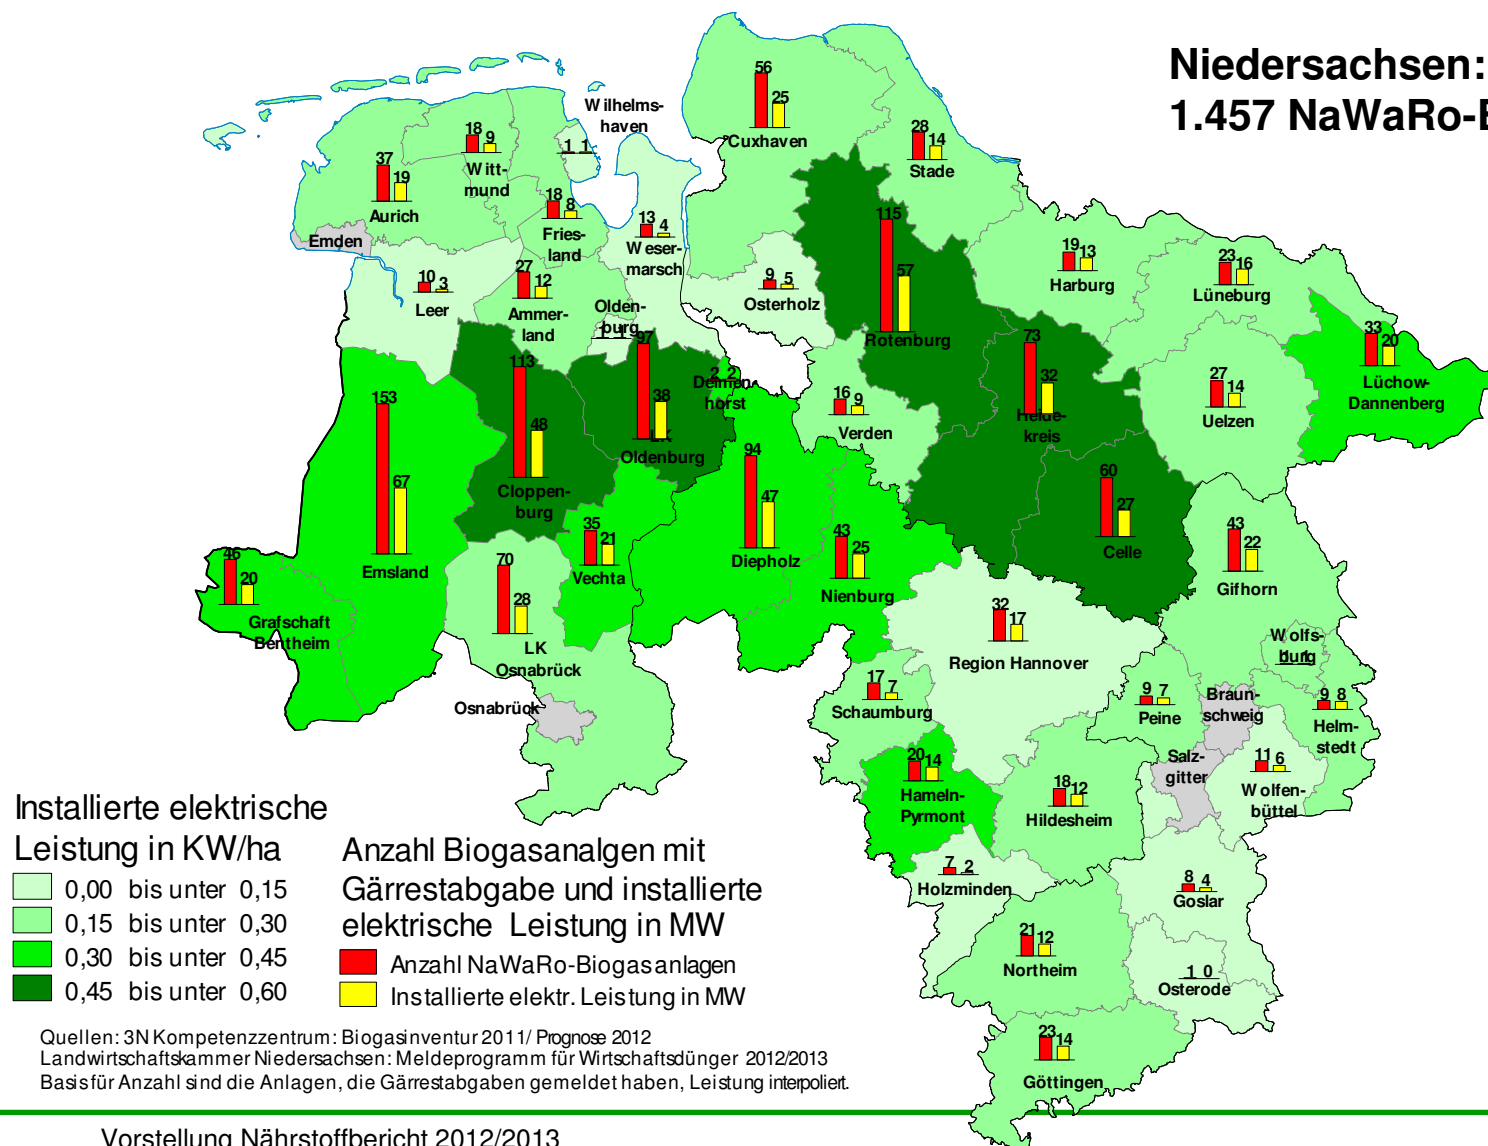 Niedersachsen:
1.457 NaWaRo-B
56
25
Cuxhaven
Wilhelms-
haven
1 1
18 9
Witt-
mund
37
19
Aurich
28
14
Stade
18
8
Fries-
land
Emden
13
4
Weser-
marsch
115
57
Rotenburg
19
13
Harburg
23
16
Lüneburg
10
3
Leer
27
12
Ammer-
land
9
5
Osterholz
Olden-
burg
1 1
97
38
LK
Oldenburg
2 2
Delmen-
horst
73
32
Heide-
kreis
33
20
Lüchow-
Dannenberg
113
48
Cloppen-
burg
16
9
Verden
27
14
Uelzen
153
67
Emsland
94
47
Diepholz
60
27
Celle
35
21
Vechta
43
25
Nienburg
43
22
Gifhorn
46
20
Grafschaft
Bentheim
70
28
LK
Osnabrück
Osnabrück
32
17
Region Hannover
Wolfs-
burg
1 1
17
7
Schaumburg
9 7
Peine
Braun-
schweig
9 8
Helm-
stedt
20
14
Hameln-
Pyrmont
18
12
Hildesheim
Salz-
gitter
11
6
Wolfen-
büttel
7
2
Holzminden
8
4
Goslar
21
12
Northeim
1 0
Osterode
23
14
Göttingen
Installierte elektrische
Leistung in KW/ha
0,00 bis unter 0,15
0,15 bis unter 0,30
0,30 bis unter 0,45
0,45 bis unter 0,60
Anzahl Biogasanalgen mit
Gärrestabgabe und installierte
elektrische Leistung in MW
Anzahl NaWaRo-Biogasanlagen
Installierte elektr. Leistung in MW
Quellen: 3N Kompetenzzentrum: Biogasinventur 2011/ Prognose 2012
Landwirtschaftskammer Niedersachsen: Meldeprogramm für Wirtschaftsdünger 2012/2013
Basis für Anzahl sind die Anlagen, die Gärrestabgaben gemeldet haben, Leistung interpoliert.
Vorstellung Nährstoffbericht 2012/2013